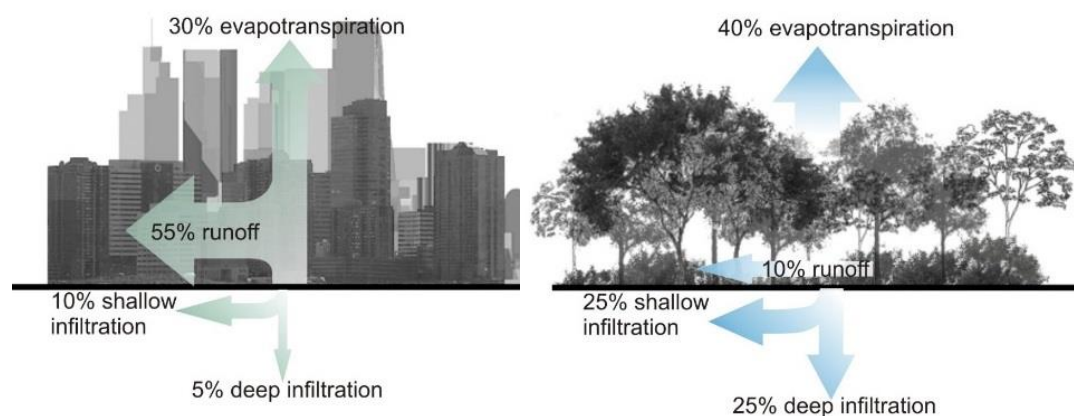 30% evapotranspiration
55% runoff
10% shallow
infiltration
5% deep infiltration
40% evapotranspiration
10% runoff
25% shallow
infiltration
25% deep infiltration